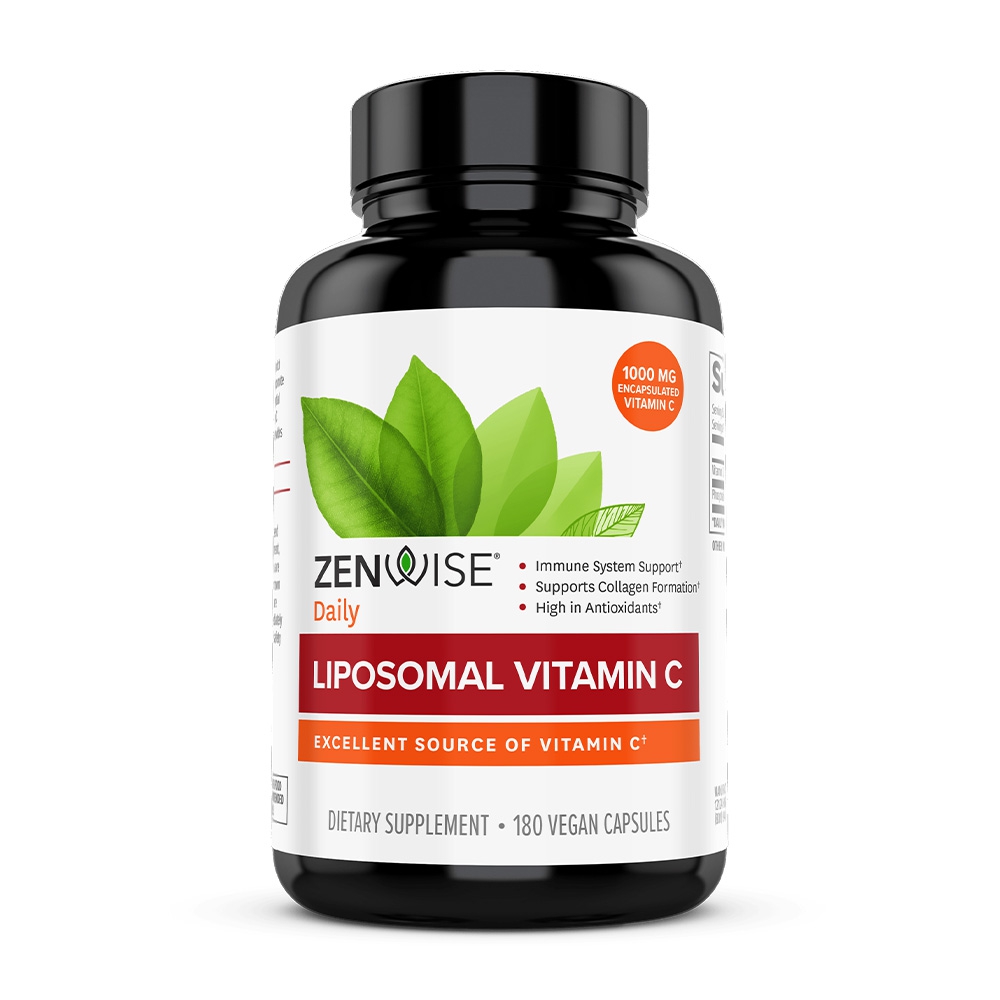 1000 MG
ENCAPSULATED
VITAMIN C
ZENWISE®
Daily
• Immune System Support†
• Supports Collagen Formation†
• High in Antioxidants†
LIPOSOMAL VITAMIN C
EXCELLENT SOURCE OF VITAMIN C†
DIETARY SUPPLEMENT • 180 VEGAN CAPSULES